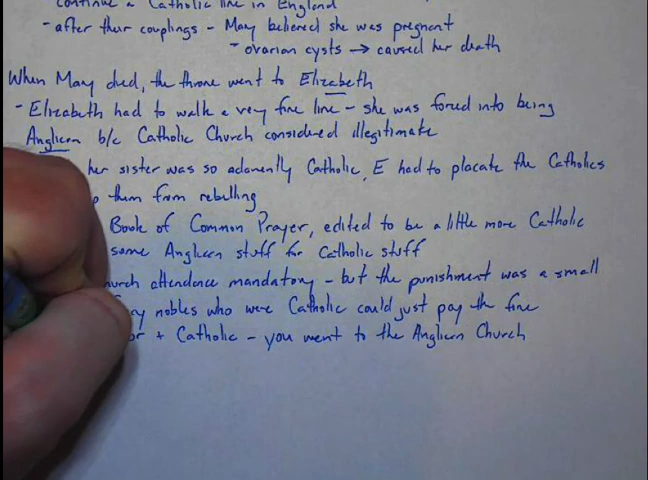 continue a Catholic line in England
- after their couplings - Mary believed she was pregnant
- ovarian cysts → caused her death
When Mary died, the throne went to Elizabeth
- Elizabeth had to walk a very fine line - she was forced into being
Anglican b/c Catholic Church considered illegitimate
her sister was so adamently Catholic, E had to placate the Catholics
them from rebelling
Book of Common Prayer, edited to be a little more Catholic
some Anglican stuff for Catholic stuff
attendance mandatory - but the punishment was a small
nobles who were Catholic could just pay the fine
+ Catholic - you went to the Anglican Church